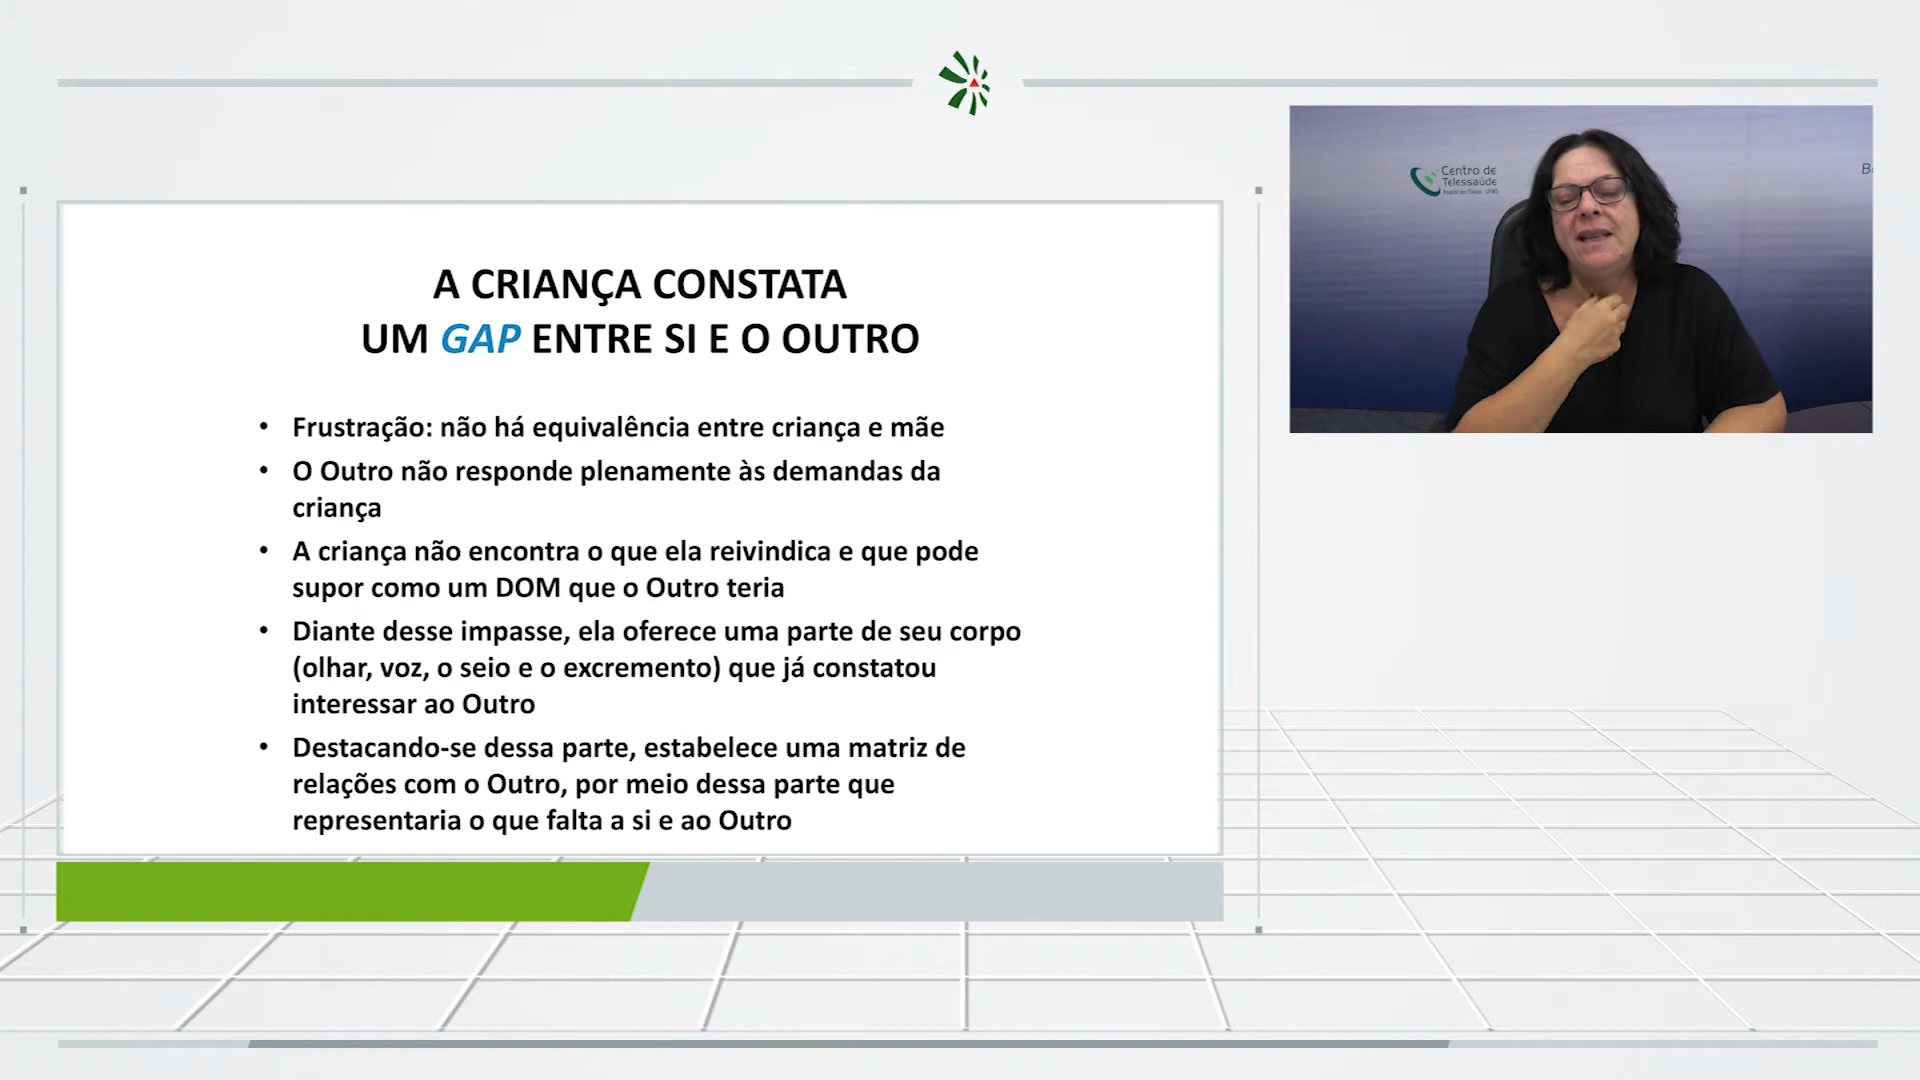 A CRIANÇA CONSTATA
UM GAP ENTRE SI E O OUTRO
• Frustração: não há equivalência entre criança e mãe
• O Outro não responde plenamente às demandas da
criança
• A criança não encontra o que ela reivindica e que pode
supor como um DOM que o Outro teria
• Diante desse impasse, ela oferece uma parte de seu corpo
(olhar, voz, o seio e o excremento) que já constatou
interessar ao Outro
• Destacando-se dessa parte, estabelece uma matriz de
relações com o Outro, por meio dessa parte que
representaria o que falta a si e ao Outro
Centro de
Telessaúde